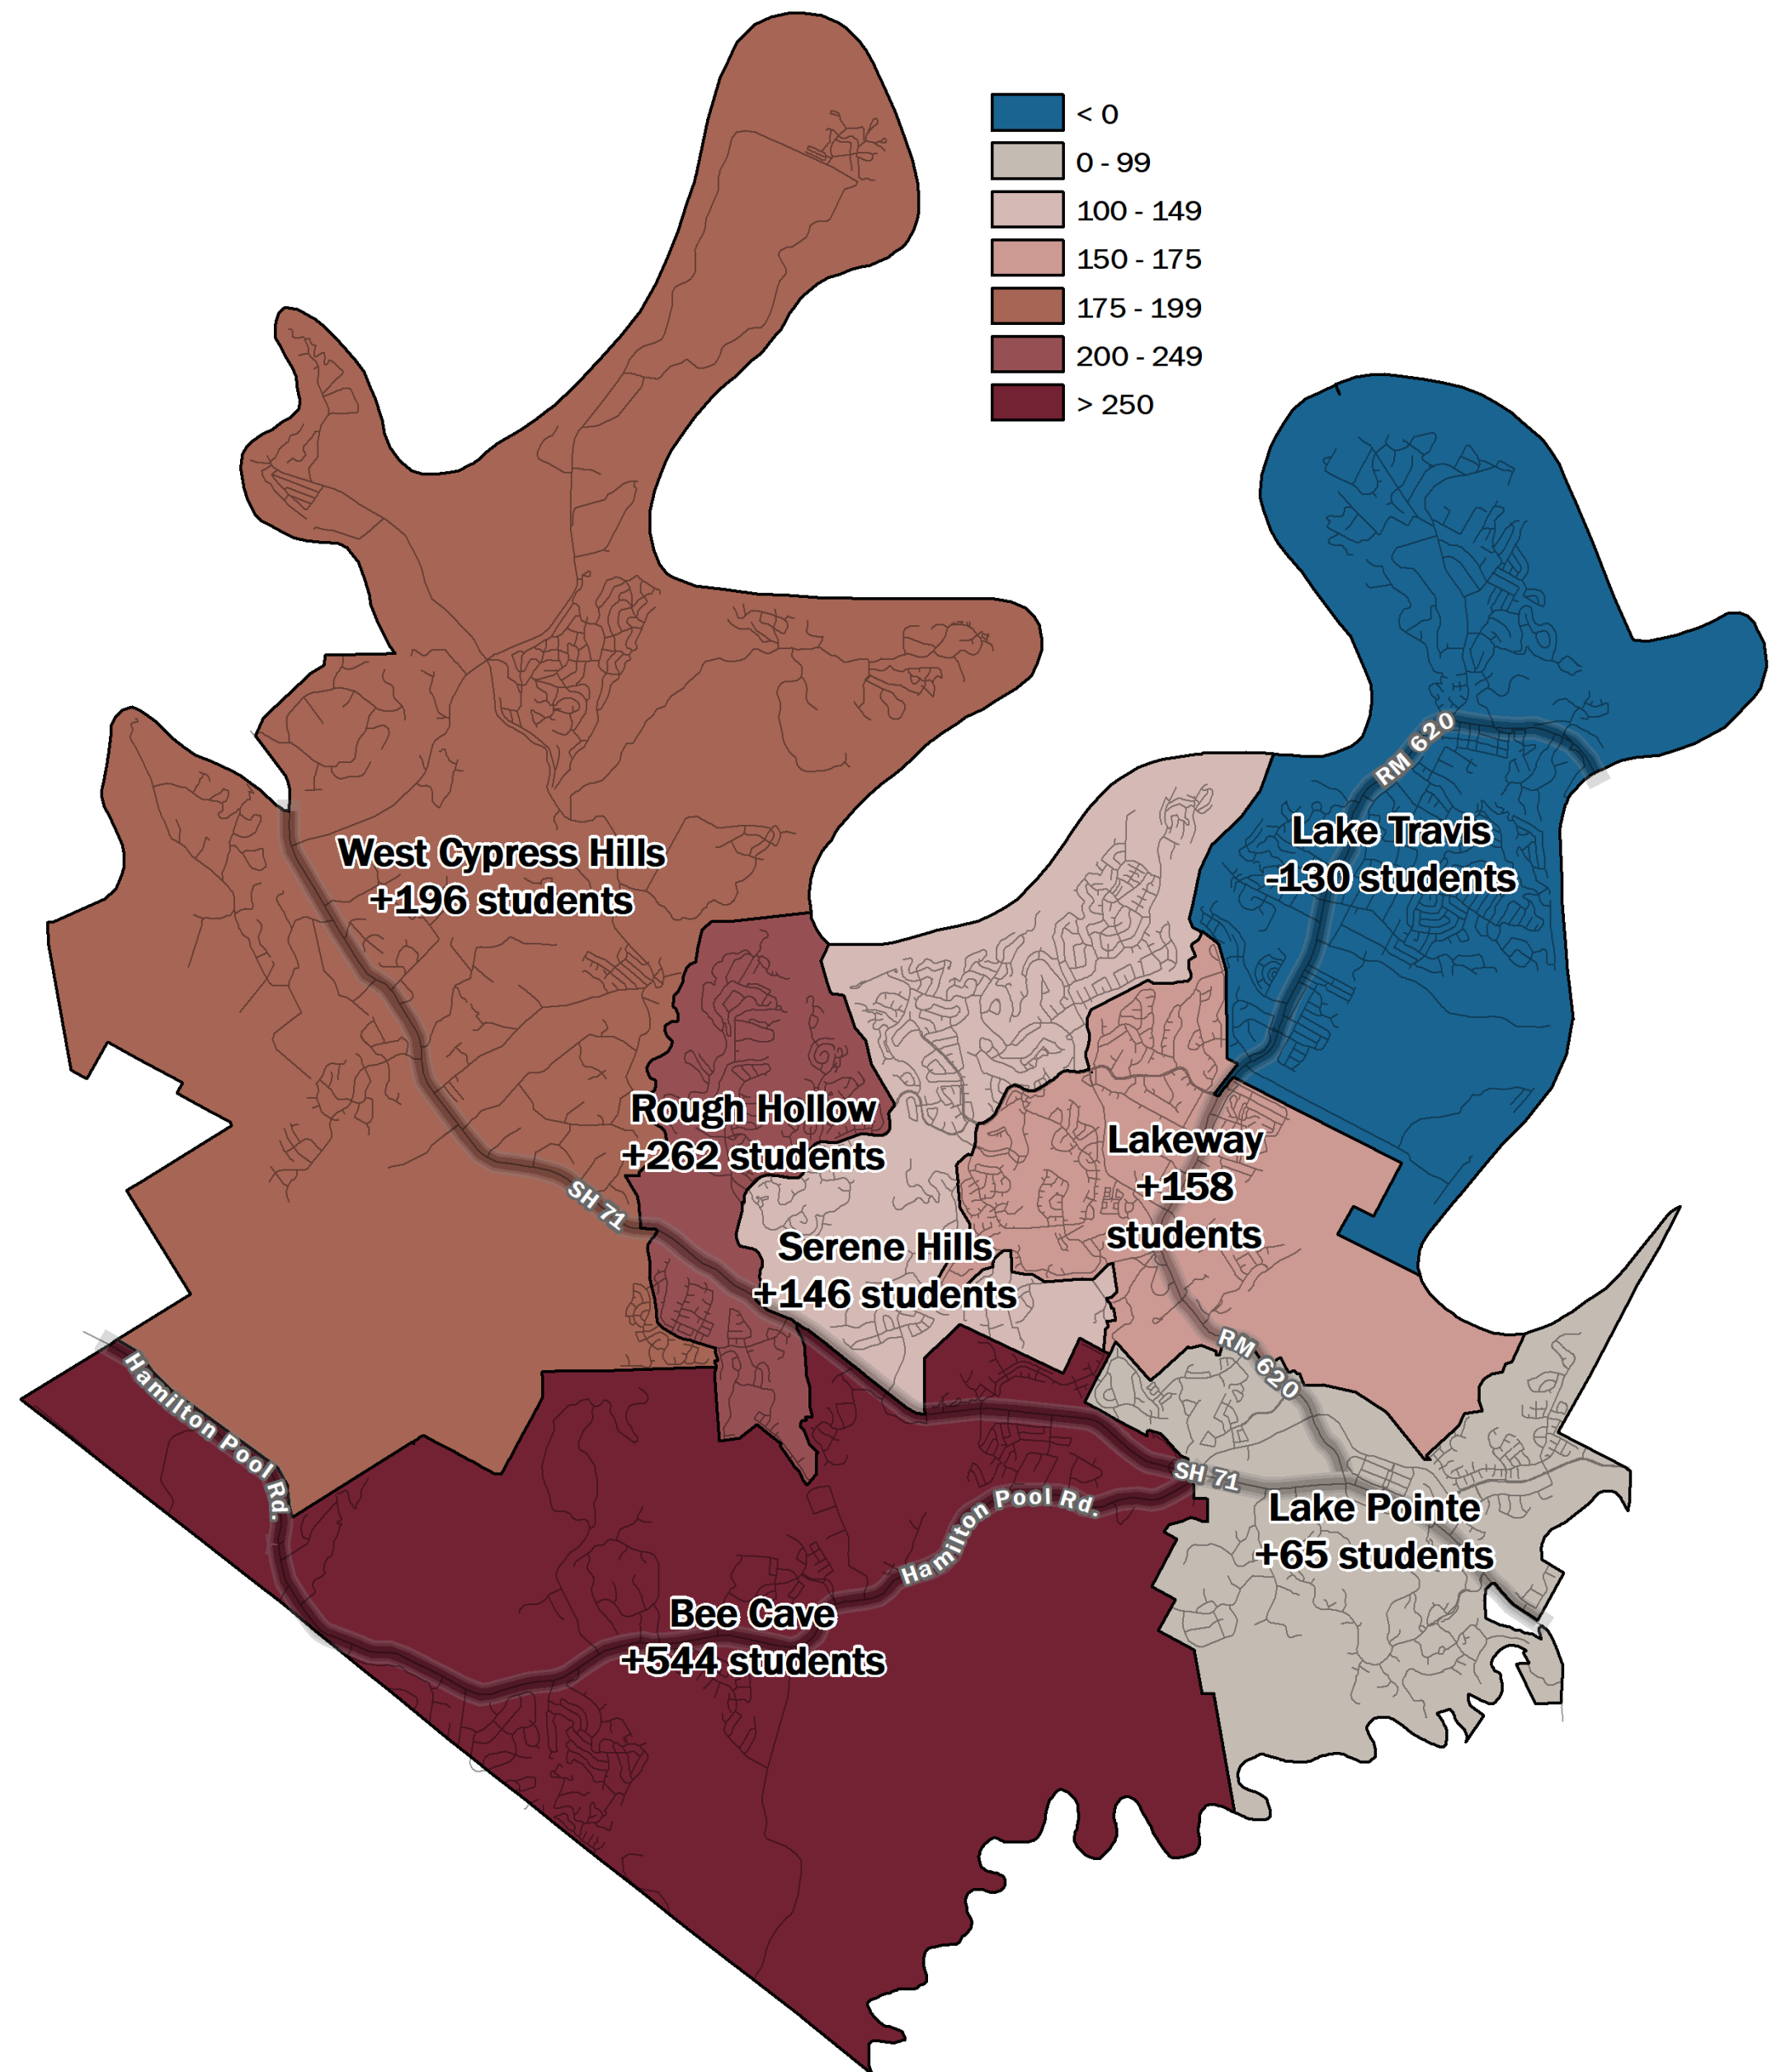 < 0
0 - 99
100 - 149
150 - 175
175 - 199
200 - 249
> 250
RM 620
Lake Travis
-130 students
West Cypress Hills
+196 students
Rough Hollow
+262 students
Lakeway
+158
students
SH 71
Serene Hills
+146 students
RM 620
Hamilton Pool Rd.
SH 71
Hamilton Pool Rd.
Lake Pointe
+65 students
Bee Cave
+544 students